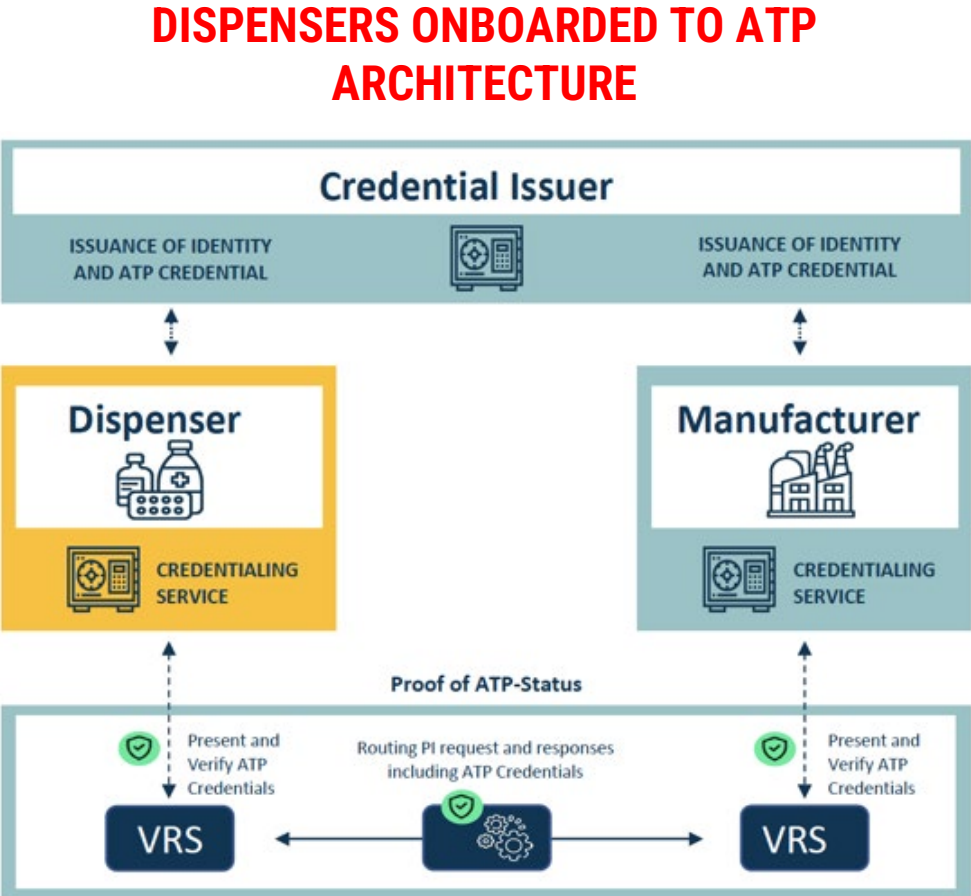 DISPENSERS ONBOARDED TO ATP
ARCHITECTURE
Credential Issuer
ISSUANCE OF IDENTITY
AND ATP CREDENTIAL
ISSUANCE OF IDENTITY
AND ATP CREDENTIAL
Dispenser
CREDENTIALING
SERVICE
Manufacturer
CREDENTIALING
SERVICE
Proof of ATP-Status
Present and
Verify ATP
Credentials
Routing PI request and responses
including ATP Credentials
Present and
Verify ATP
Credentials
VRS
VRS